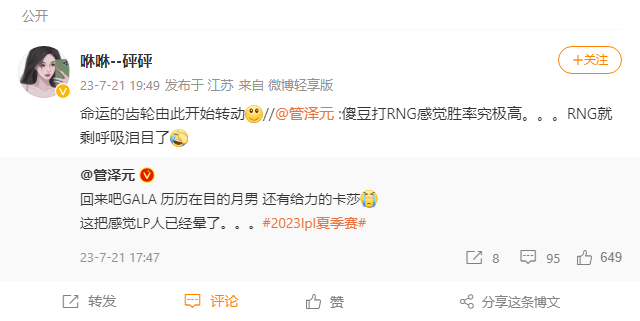 公开
咻咻--砰砰
+关注
23-7-21 19:49 发布于 江苏 来自 微博轻享版
命运的齿轮由此开始转动//@管泽元 :傻豆打RNG感觉胜率究极高。。。RNG就
剩呼吸泪目了
@管泽元
回来吧GALA 历历在目的月男 还有给力的卡莎
这把感觉LP人已经晕了。。。#2023lpl夏季赛#
23-7-21 17:47
8 95 649
转发 评论 赞 分享这条博文